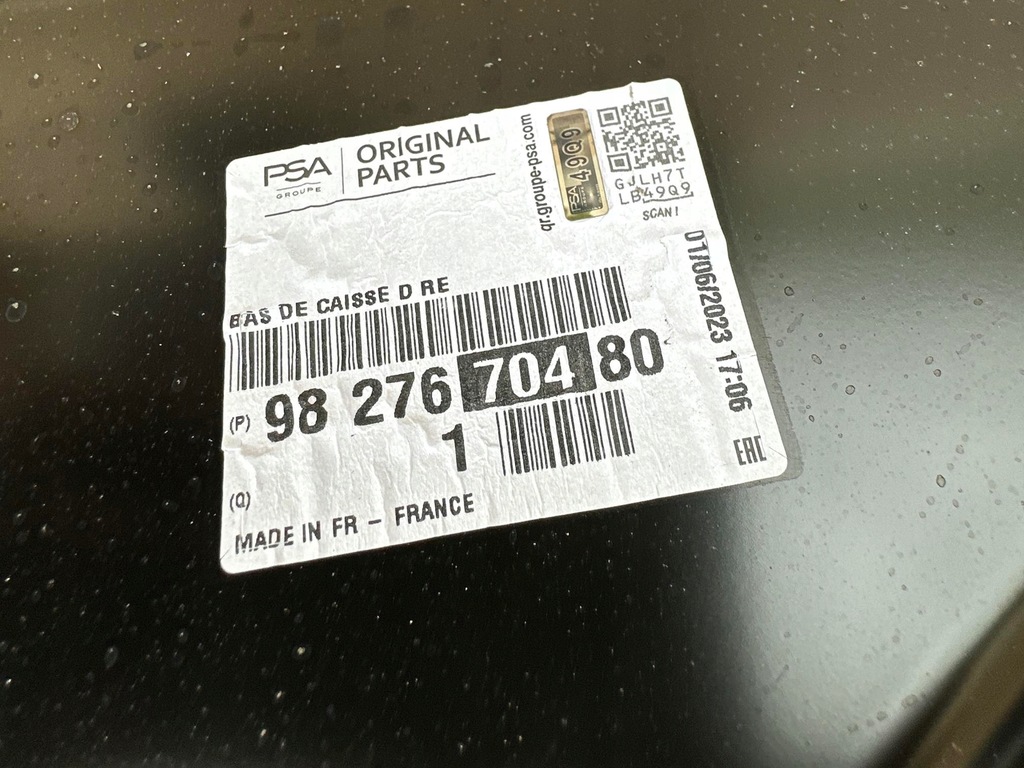 PSA
GROUPE
ORIGINAL
PARTS
qr.groupe-psa.com
PSA 49Q9
GJLH7T
LB49Q9
SCAN!
BAS DE CAISSE D RE
(P) 98 276 704 80
1
(Q)
MADE IN FR - FRANCE
01/06/2023 17:06
EAC